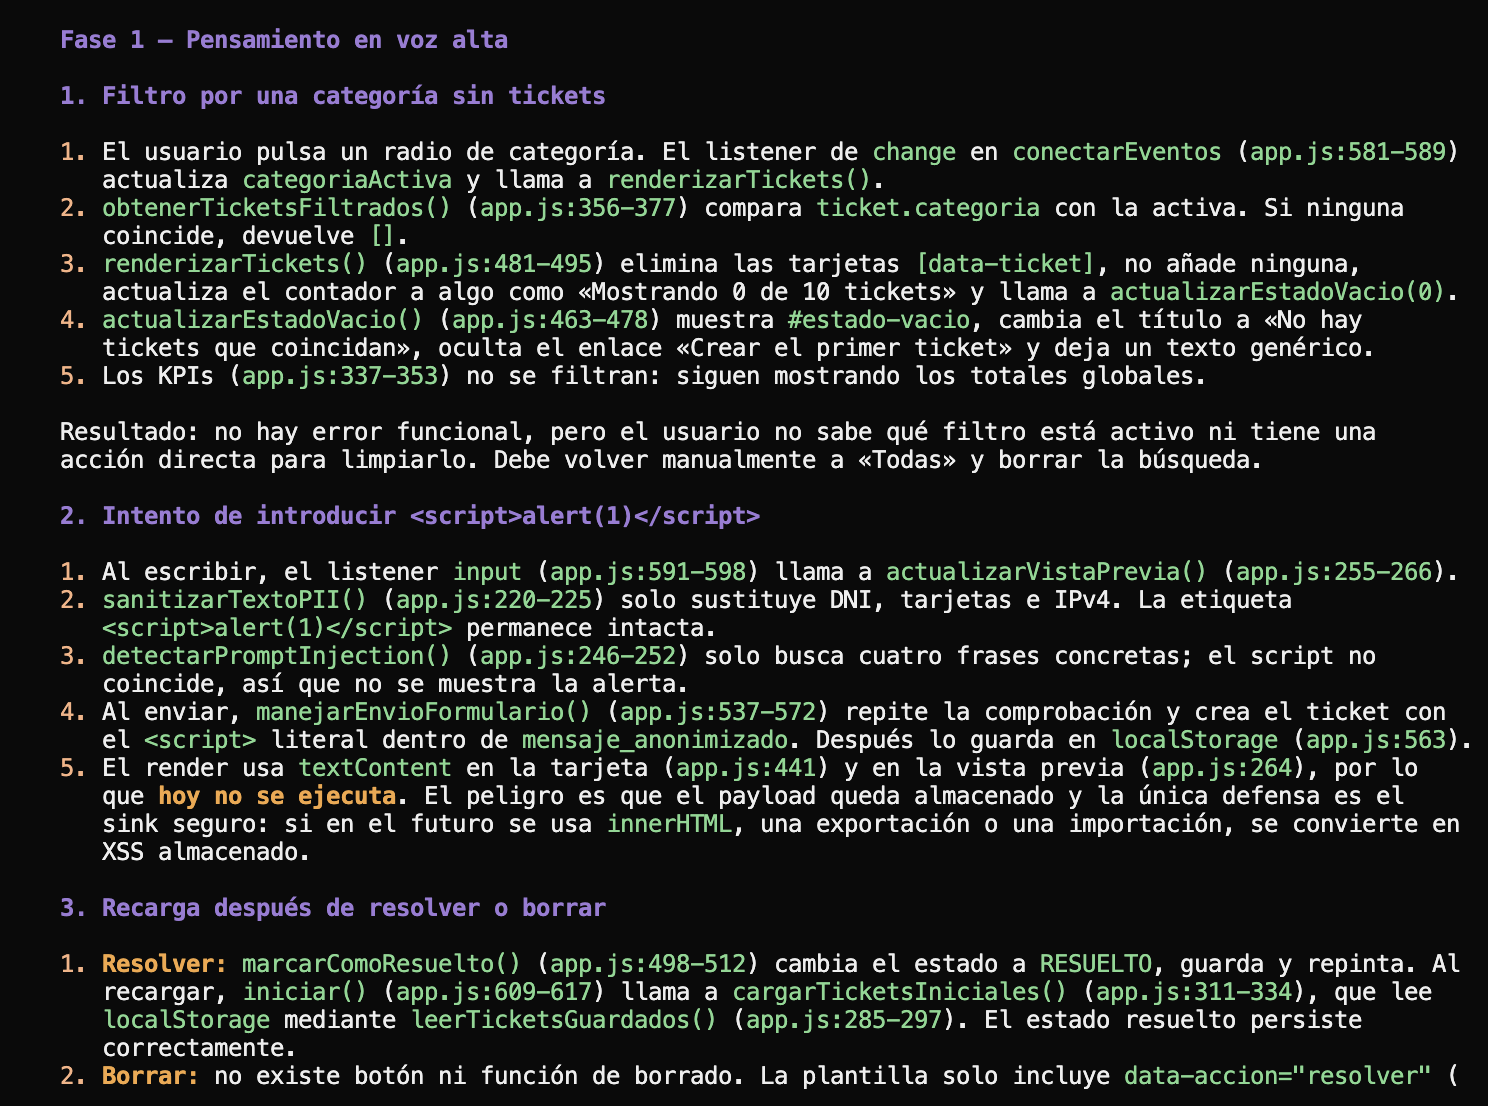 Fase 1 — Pensamiento en voz alta
1. Filtro por una categoría sin tickets
1. El usuario pulsa un radio de categoría. El listener de change en conectarEventos (app.js:581-589)
actualiza categoriaActiva y llama a renderizarTickets().
2. obtenerTicketsFiltrados() (app.js:356-377) compara ticket.categoria con la activa. Si ninguna
coincide, devuelve [].
3. renderizarTickets() (app.js:481-495) elimina las tarjetas [data-ticket], no añade ninguna,
actualiza el contador a algo como «Mostrando 0 de 10 tickets» y llama a actualizarEstadoVacio(0).
4. actualizarEstadoVacio() (app.js:463-478) muestra #estado-vacio, cambia el título a «No hay
tickets que coincidan», oculta el enlace «Crear el primer ticket» y deja un texto genérico.
5. Los KPIs (app.js:337-353) no se filtran: siguen mostrando los totales globales.
Resultado: no hay error funcional, pero el usuario no sabe qué filtro está activo ni tiene una
acción directa para limpiarlo. Debe volver manualmente a «Todas» y borrar la búsqueda.
2. Intento de introducir <script>alert(1)</script>
1. Al escribir, el listener input (app.js:591-598) llama a actualizarVistaPrevia() (app.js:255-266).
2. sanitizarTextoPII() (app.js:220-225) solo sustituye DNI, tarjetas e IPv4. La etiqueta
<script>alert(1)</script> permanece intacta.
3. detectarPromptInjection() (app.js:246-252) solo busca cuatro frases concretas; el script no
coincide, así que no se muestra la alerta.
4. Al enviar, manejarEnvioFormulario() (app.js:537-572) repite la comprobación y crea el ticket con
el <script> literal dentro de mensaje_anonimizado. Después lo guarda en localStorage (app.js:563).
5. El render usa textContent en la tarjeta (app.js:441) y en la vista previa (app.js:264), por lo
que hoy no se ejecuta. El peligro es que el payload queda almacenado y la única defensa es el
sink seguro: si en el futuro se usa innerHTML, una exportación o una importación, se convierte en
XSS almacenado.
3. Recarga después de resolver o borrar
1. Resolver: marcarComoResuelto() (app.js:498-512) cambia el estado a RESUELTO, guarda y repinta. Al
recargar, iniciar() (app.js:609-617) llama a cargarTicketsIniciales() (app.js:311-334), que lee
localStorage mediante leerTicketsGuardados() (app.js:285-297). El estado resuelto persiste
correctamente.
2. Borrar: no existe botón ni función de borrado. La plantilla solo incluye data-accion="resolver" (